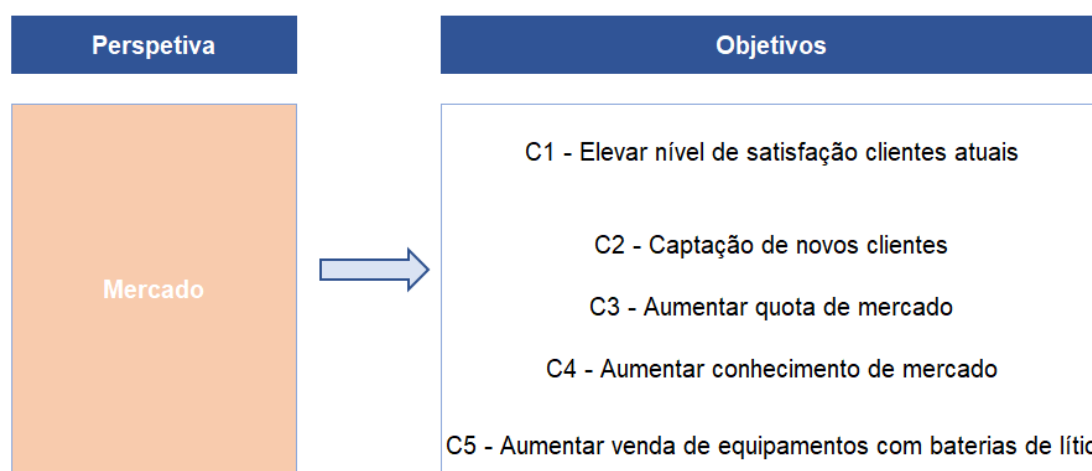 Perspetiva
Objetivos
Mercado
C1 - Elevar nível de satisfação clientes atuais
C2 - Captação de novos clientes
C3 - Aumentar quota de mercado
C4 - Aumentar conhecimento de mercado
C5 - Aumentar venda de equipamentos com baterias de